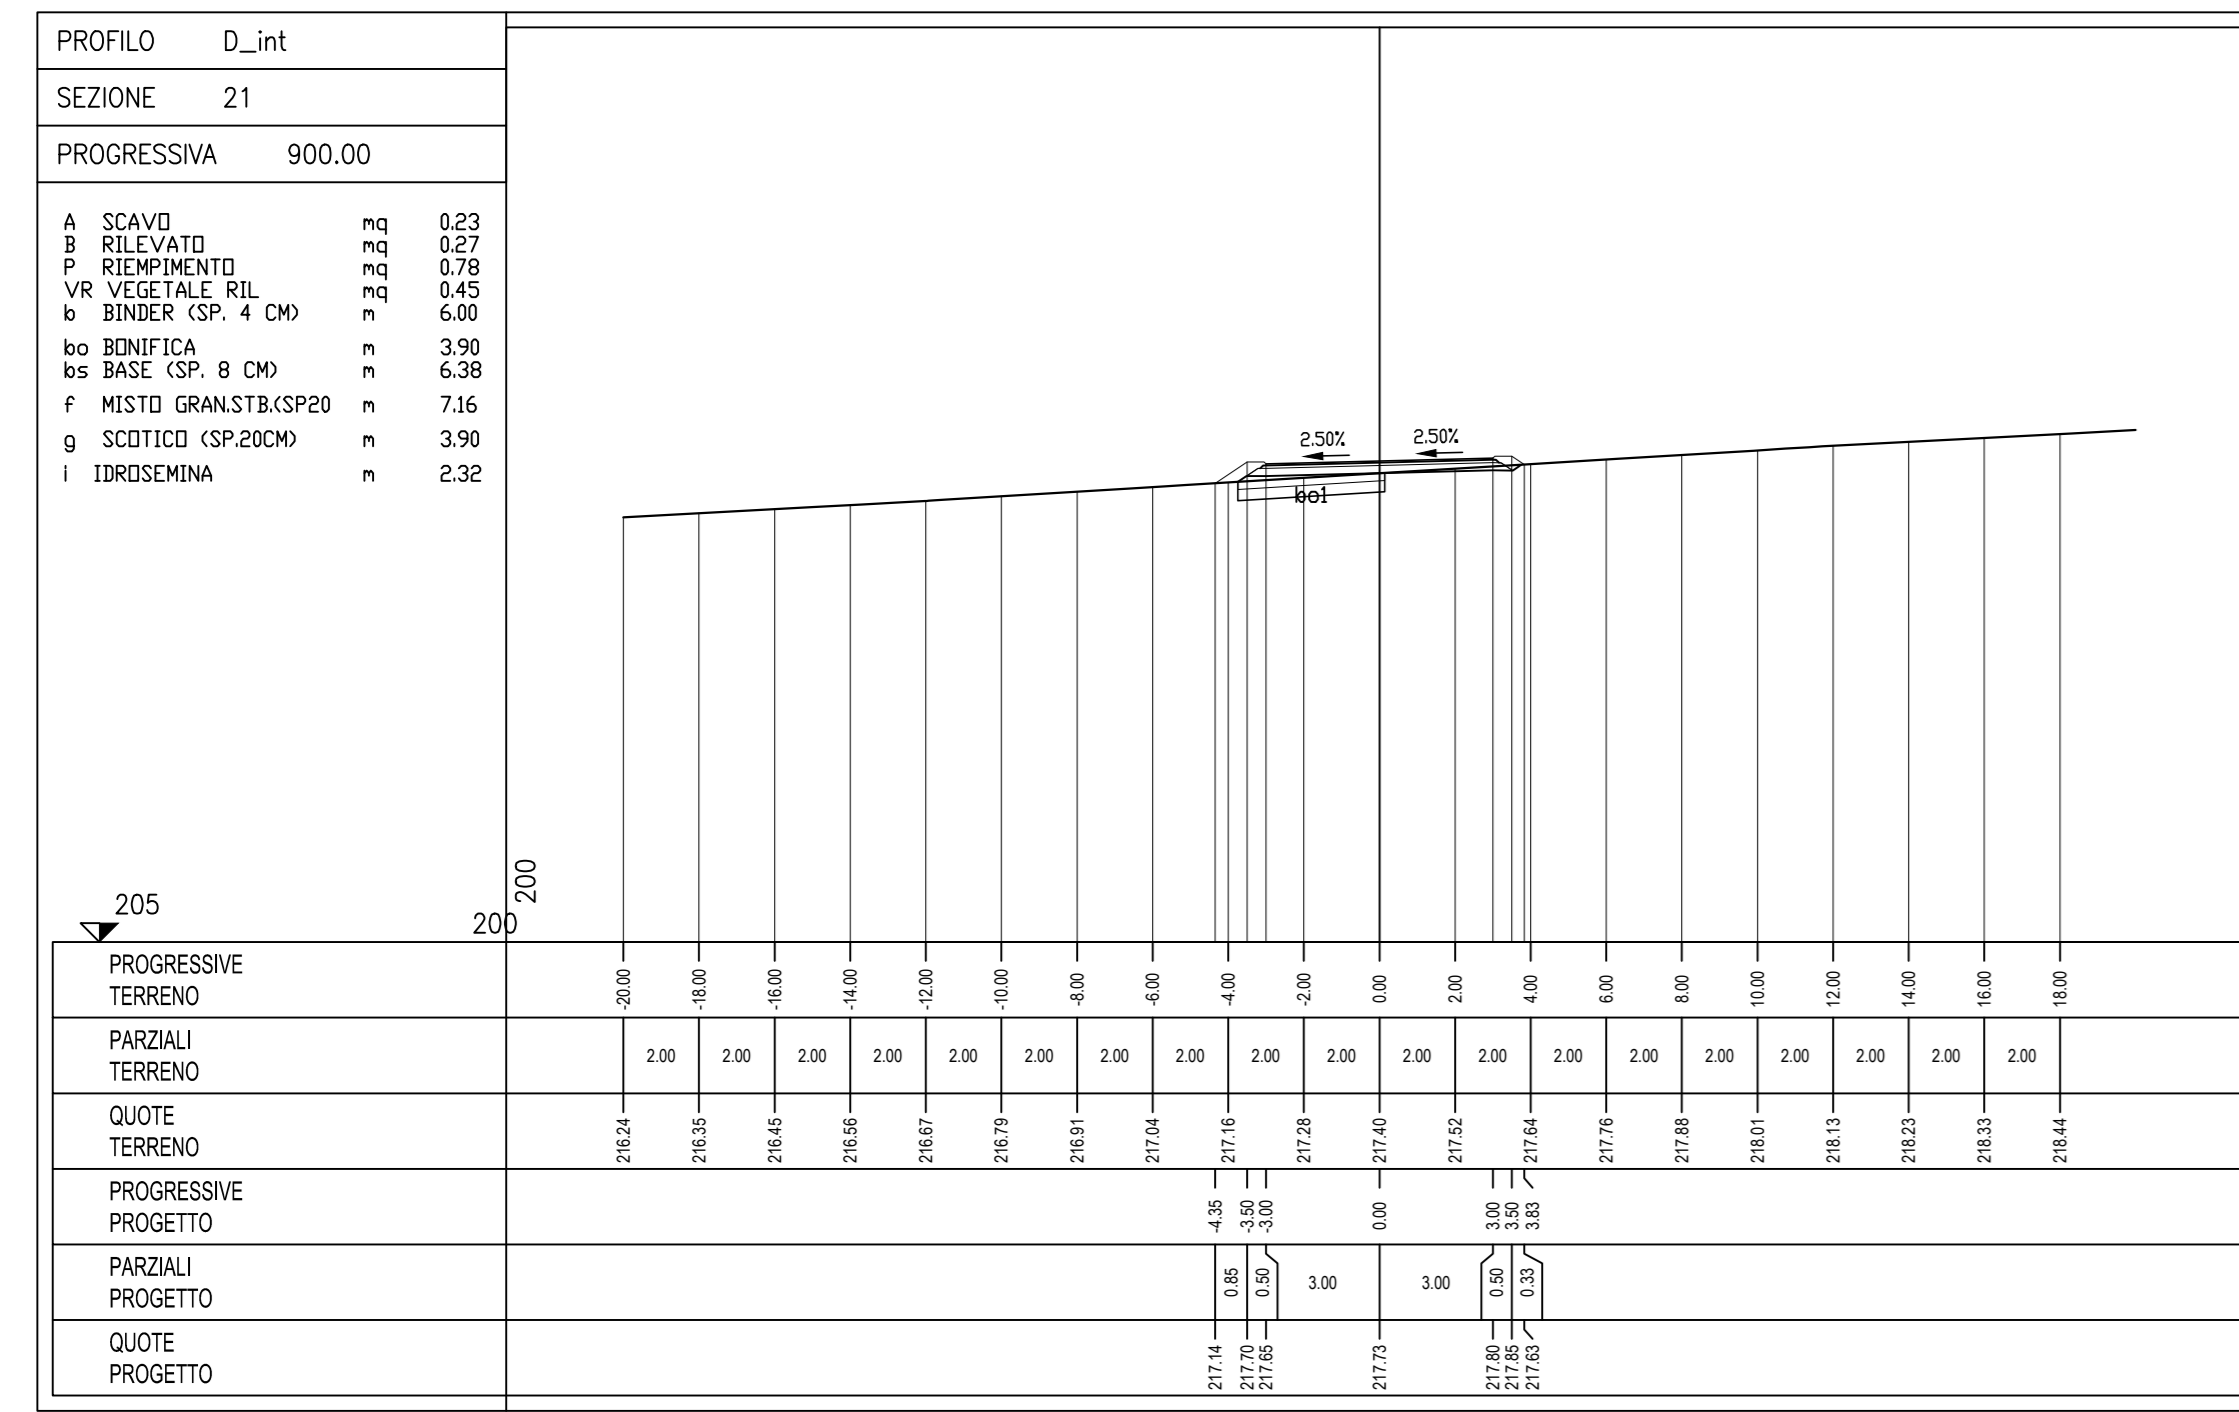 PROFILO D_int
SEZIONE 21
PROGRESSIVA 900.00
A SCAVO mq 0.23
B RILEVATO mq 0.27
P RIEMPIMENTO mq 0.78
VR VEGETALE RIL mq 0.45
b BINDER (SP. 4 CM) m 6.00
bo BONIFICA m 3.90
bs BASE (SP. 8 CM) m 6.38
f MISTO GRAN.STB.(SP20 m 7.16
g SCOTICO (SP.20CM) m 3.90
i IDROSEMINA m 2.32
2.50% 2.50%
bo1
200
205
200
PROGRESSIVE
TERRENO
-20.00 -18.00 -16.00 -14.00 -12.00 -10.00 -8.00 -6.00 -4.00 -2.00 0.00 2.00 4.00 6.00 8.00 10.00 12.00 14.00 16.00 18.00
PARZIALI
TERRENO
2.00 2.00 2.00 2.00 2.00 2.00 2.00 2.00 2.00 2.00 2.00 2.00 2.00 2.00 2.00 2.00 2.00 2.00 2.00
QUOTE
TERRENO
216.24 216.35 216.45 216.56 216.67 216.79 216.91 217.04 217.16 217.28 217.40 217.52 217.64 217.76 217.88 218.01 218.13 218.23 218.33 218.44
PROGRESSIVE
PROGETTO
-4.35 -3.50 -3.00 0.00 3.00 3.50 3.83
PARZIALI
PROGETTO
0.85 0.50 3.00 3.00 0.50 0.33
QUOTE
PROGETTO
217.14 217.70 217.65 217.73 217.80 217.85 217.63